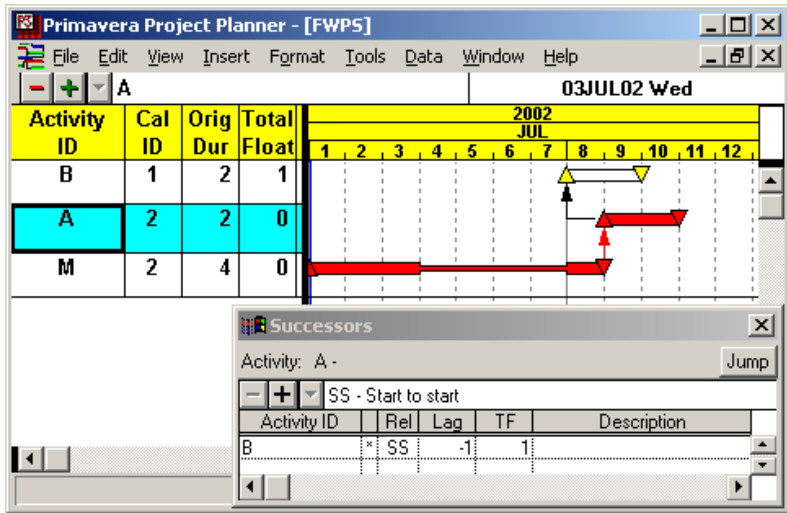 Primavera Project Planner - [FWPS]
File Edit View Insert Format Tools Data Window Help
A 03JUL02 Wed
Activity ID Cal ID Orig Dur Total Float
2002
JUL
1 2 3 4 5 6 7 8 9 10 11 12
B 1 2 1
A 2 2 0
M 2 4 0
Successors
Activity: A - Jump
SS - Start to start
Activity ID Rel Lag TF Description
B * SS -1 1